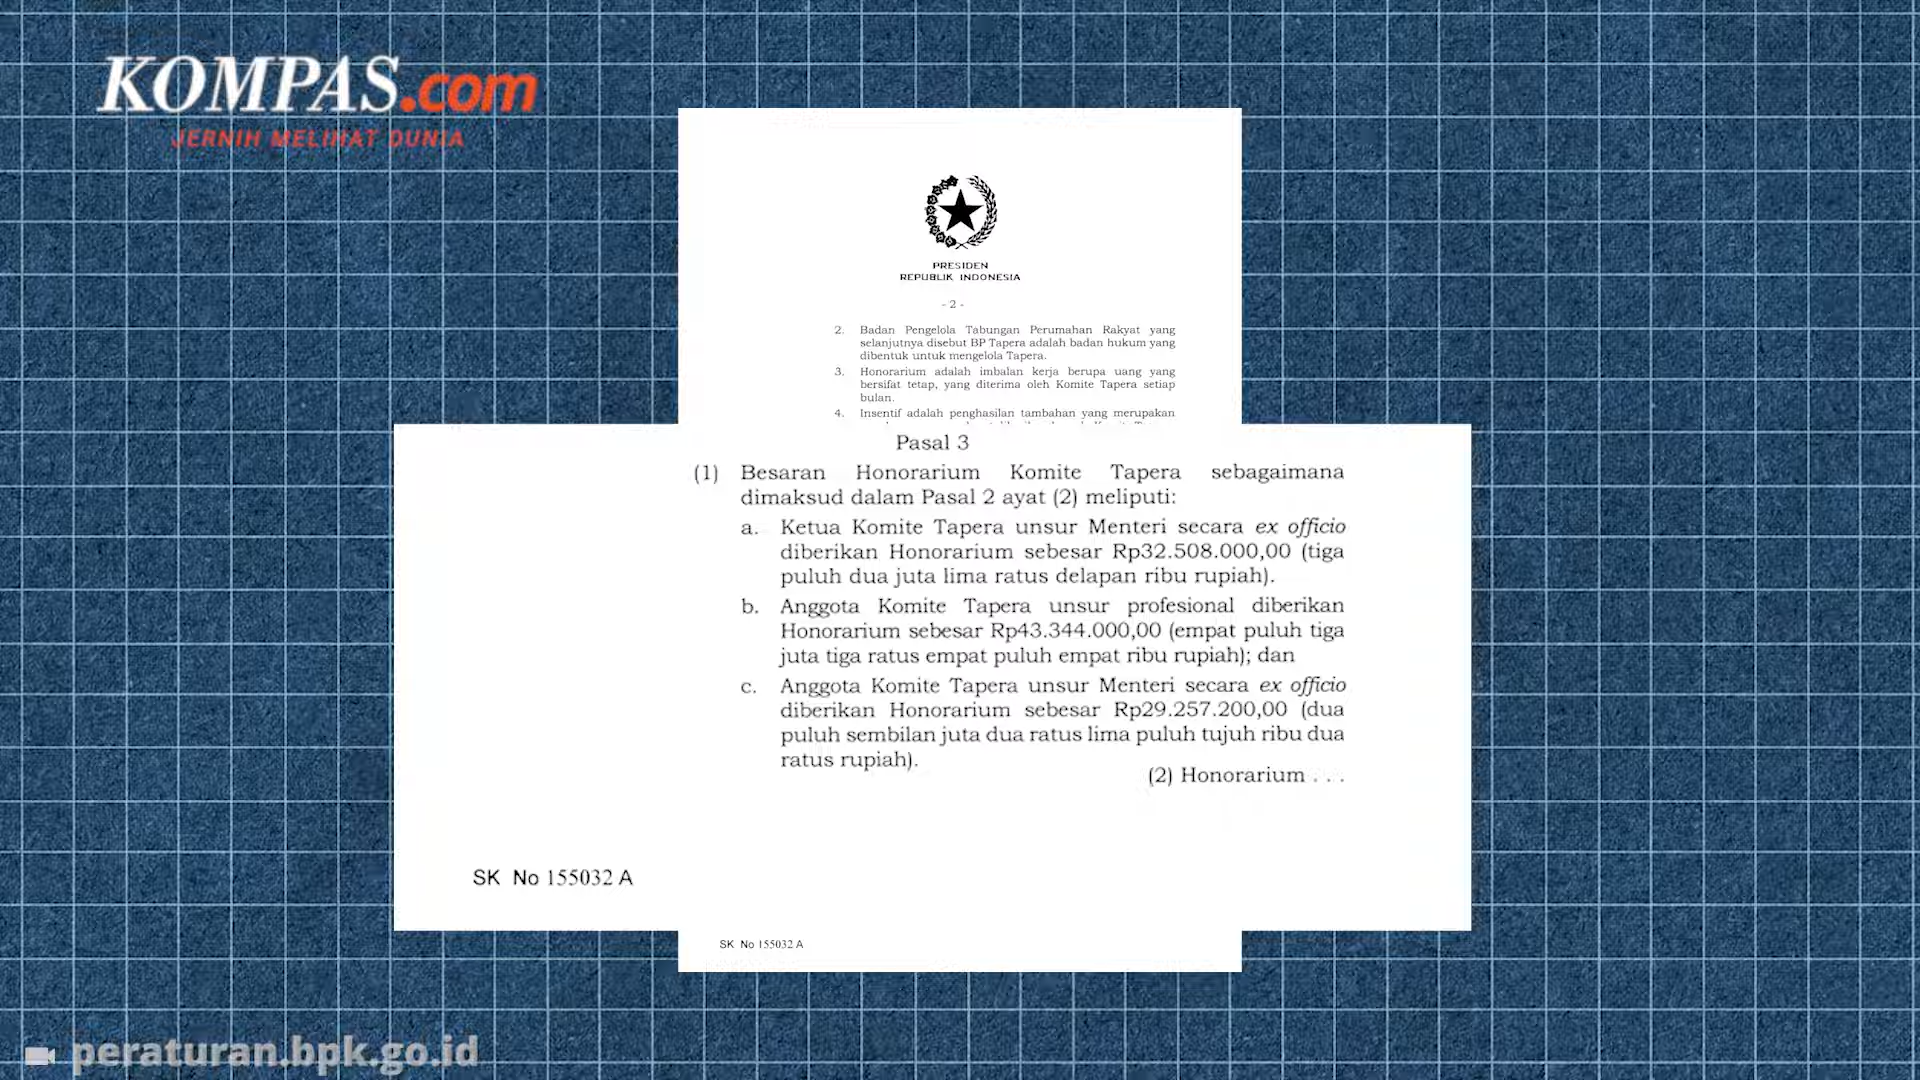 KOMPAS.com
JERNIH MELIHAT DUNIA
PRESIDEN
REPUBLIK INDONESIA
- 2 -
2. Badan Pengelola Tabungan Perumahan Rakyat yang
selanjutnya disebut BP Tapera adalah badan hukum yang
dibentuk untuk mengelola Tapera.
3. Honorarium adalah imbalan kerja berupa uang yang
bersifat tetap, yang diterima oleh Komite Tapera setiap
bulan.
4. Insentif adalah penghasilan tambahan yang merupakan
Pasal 3
(1) Besaran Honorarium Komite Tapera sebagaimana
dimaksud dalam Pasal 2 ayat (2) meliputi:
a. Ketua Komite Tapera unsur Menteri secara ex officio
diberikan Honorarium sebesar Rp32.508.000,00 (tiga
puluh dua juta lima ratus delapan ribu rupiah).
b. Anggota Komite Tapera unsur profesional diberikan
Honorarium sebesar Rp43.344.000,00 (empat puluh tiga
juta tiga ratus empat puluh empat ribu rupiah); dan
c. Anggota Komite Tapera unsur Menteri secara ex officio
diberikan Honorarium sebesar Rp29.257.200,00 (dua
puluh sembilan juta dua ratus lima puluh tujuh ribu dua
ratus rupiah).
(2) Honorarium . . .
SK No 155032 A
SK No 155032 A
peraturan.bpk.go.id